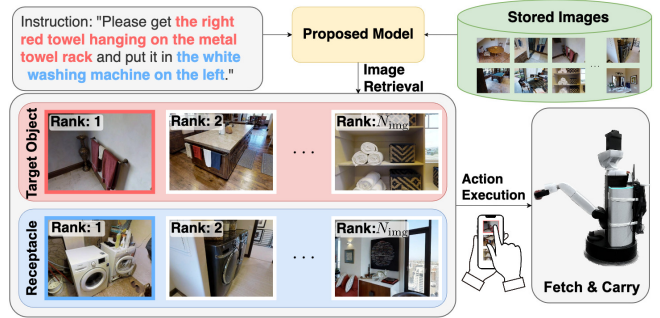 Instruction: "Please get the right
red towel hanging on the metal
towel rack and put it in the white
washing machine on the left."
Proposed Model
Stored Images
...
Image
Retrieval
Target Object
Rank: 1
Rank: 2
...
Rank: N_img
Receptacle
Rank: 1
Rank: 2
...
Rank: N_img
Action
Execution
Fetch & Carry